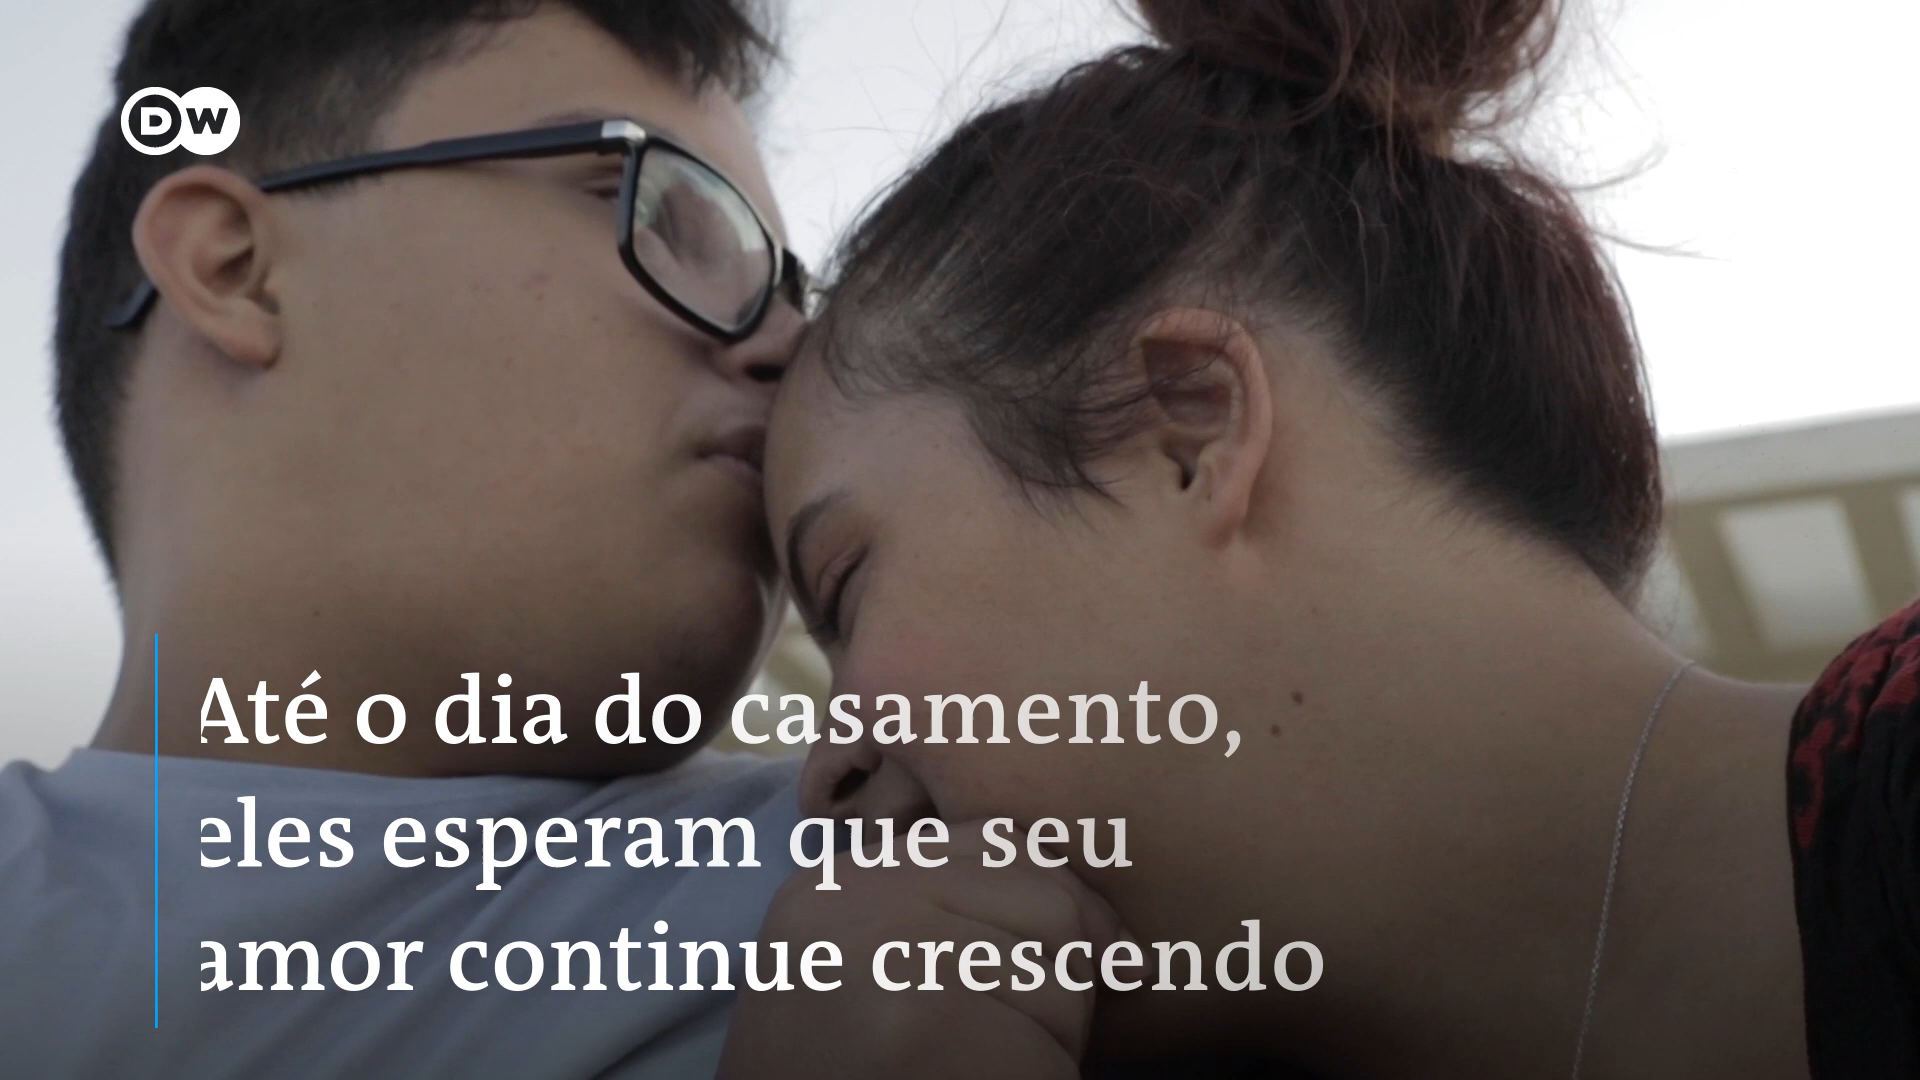 DW
Até o dia do casamento,
eles esperam que seu
amor continue crescendo